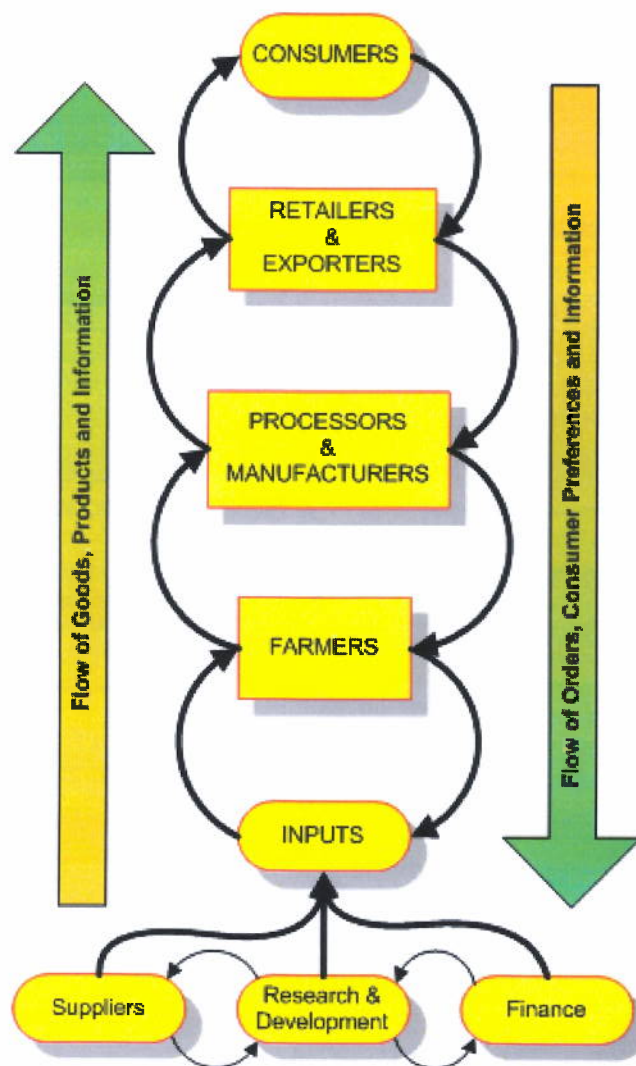 CONSUMERS
RETAILERS
&
EXPORTERS
PROCESSORS
&
MANUFACTURERS
FARMERS
INPUTS
Suppliers
Research &
Development
Finance
Flow of Goods, Products and Information
Flow of Orders, Consumer Preferences and Information